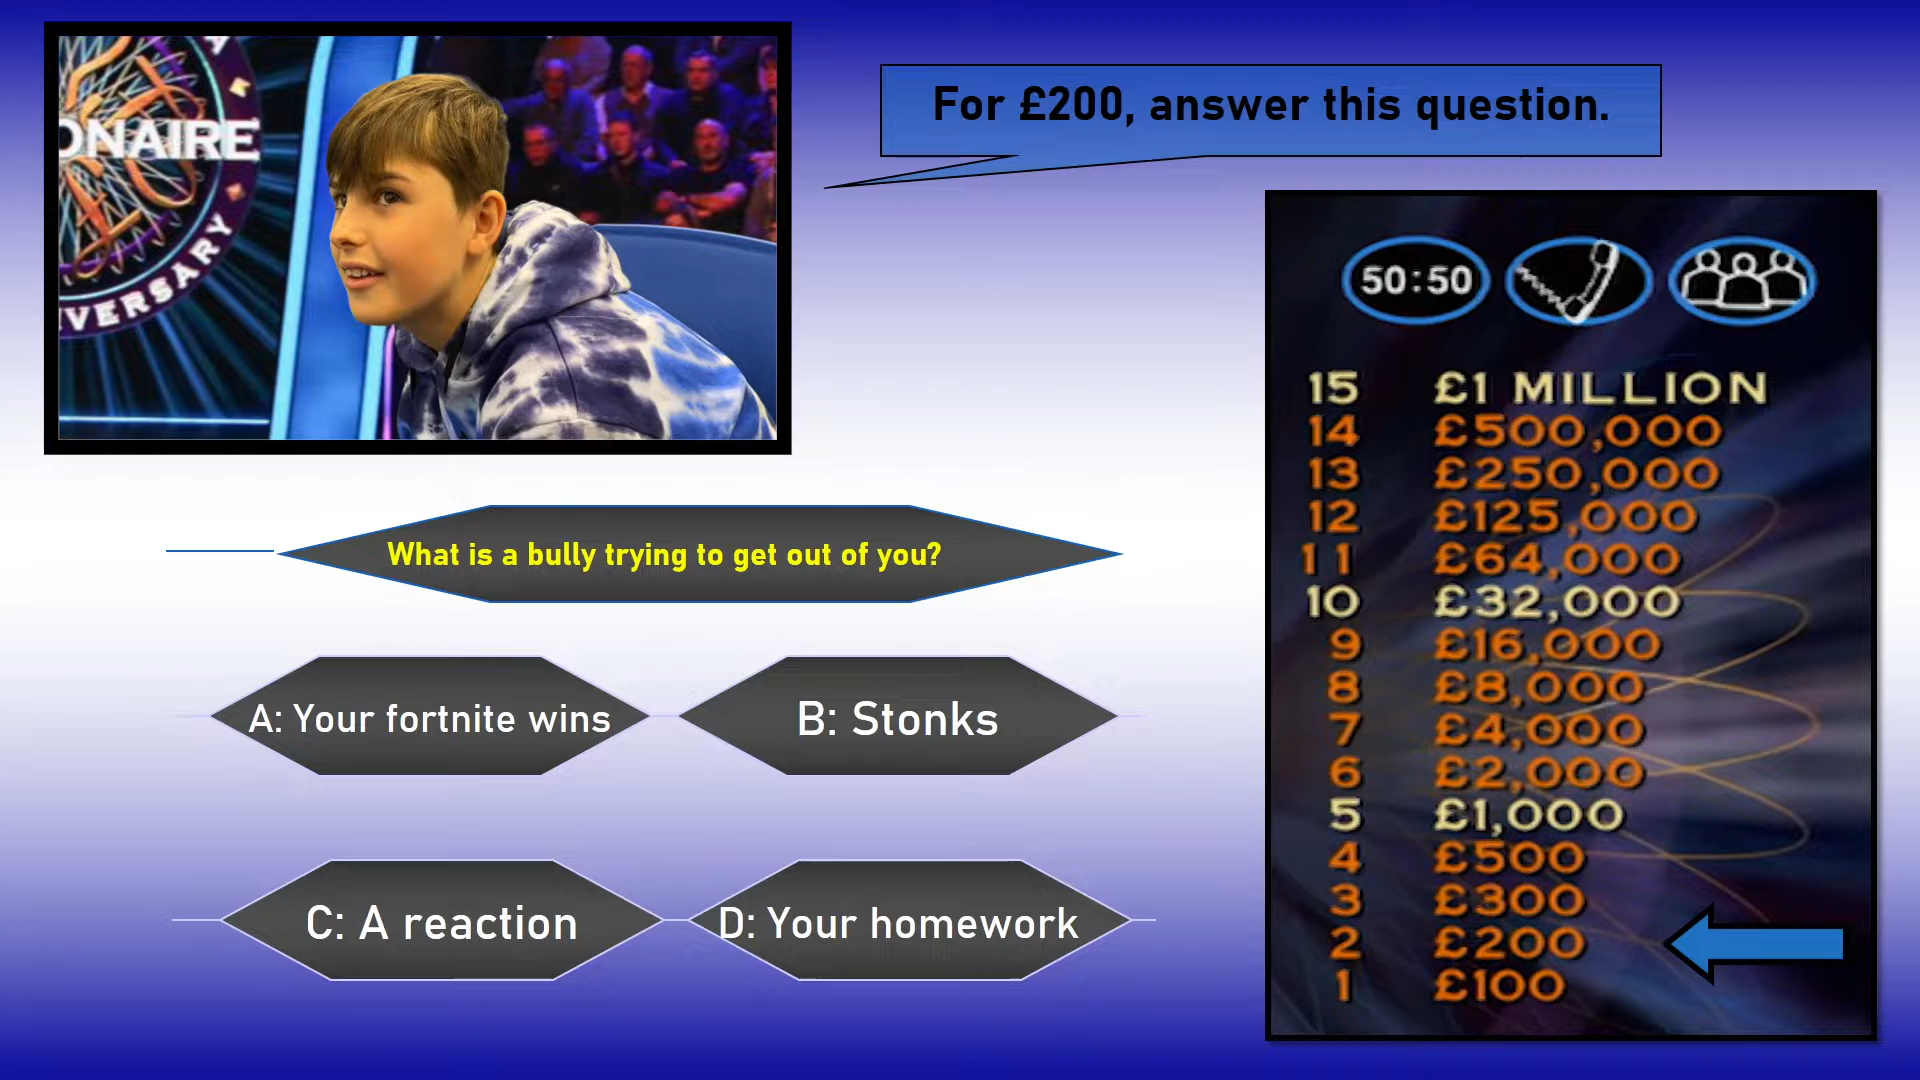 ONAIRE
VERSARY
For £200, answer this question.
50:50
15 £1 MILLION
14 £500,000
13 £250,000
12 £125,000
11 £64,000
10 £32,000
9 £16,000
8 £8,000
7 £4,000
6 £2,000
5 £1,000
4 £500
3 £300
2 £200
1 £100
What is a bully trying to get out of you?
A: Your fortnite wins
B: Stonks
C: A reaction
D: Your homework